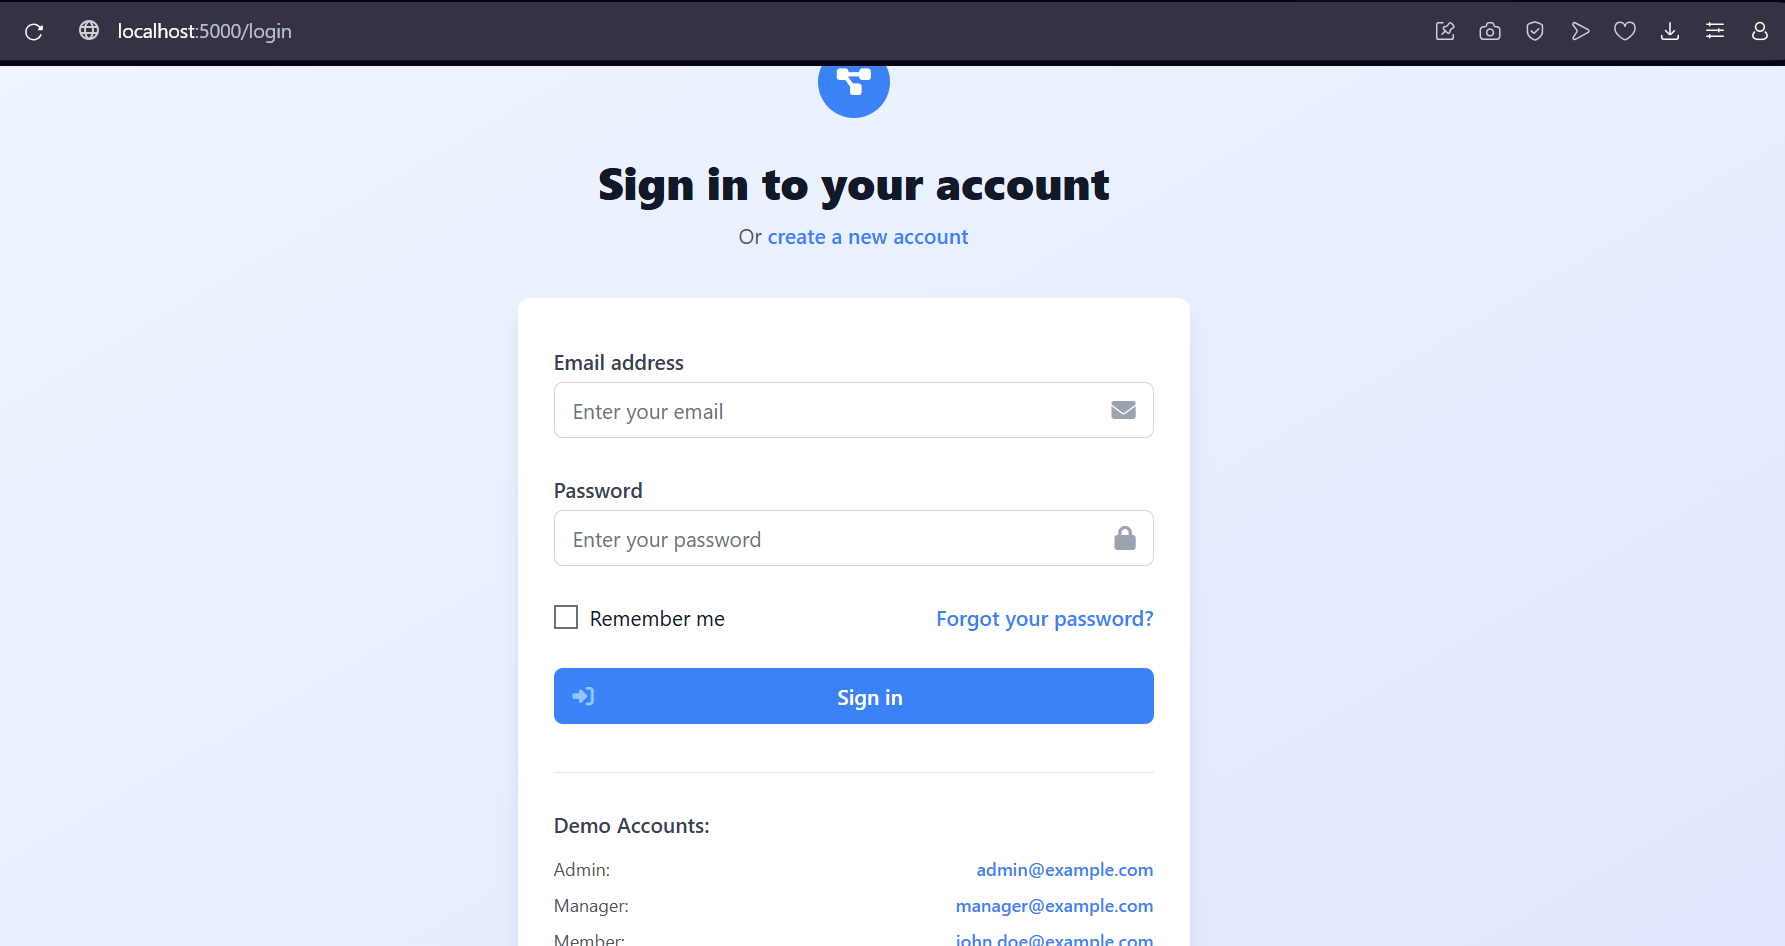 localhost:5000/login
Sign in to your account
Or create a new account
Email address
Enter your email
Password
Enter your password
Remember me Forgot your password?
Sign in
Demo Accounts:
Admin: admin@example.com
Manager: manager@example.com
Member: john.doe@example.com